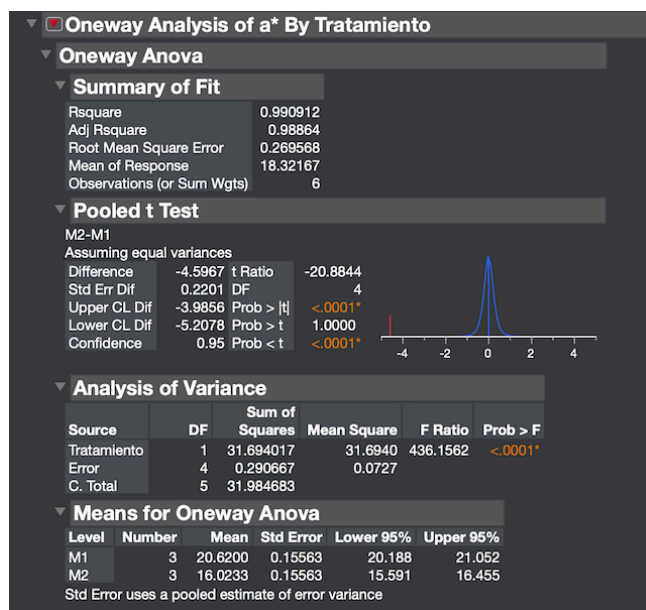 Oneway Analysis of a* By Tratamiento
Oneway Anova
Summary of Fit
Rsquare 0.990912
Adj Rsquare 0.98864
Root Mean Square Error 0.269568
Mean of Response 18.32167
Observations (or Sum Wgts) 6
Pooled t Test
M2-M1
Assuming equal variances
Difference -4.5967 t Ratio -20.8844
Std Err Dif 0.2201 DF 4
Upper CL Dif -3.9856 Prob > |t| <.0001*
Lower CL Dif -5.2078 Prob > t 1.0000
Confidence 0.95 Prob < t <.0001*
-4 -2 0 2 4
Analysis of Variance
Sum of
Source DF Squares Mean Square F Ratio Prob > F
Tratamiento 1 31.694017 31.6940 436.1562 <.0001*
Error 4 0.290667 0.0727
C. Total 5 31.984683
Means for Oneway Anova
Level Number Mean Std Error Lower 95% Upper 95%
M1 3 20.6200 0.15563 20.188 21.052
M2 3 16.0233 0.15563 15.591 16.455
Std Error uses a pooled estimate of error variance